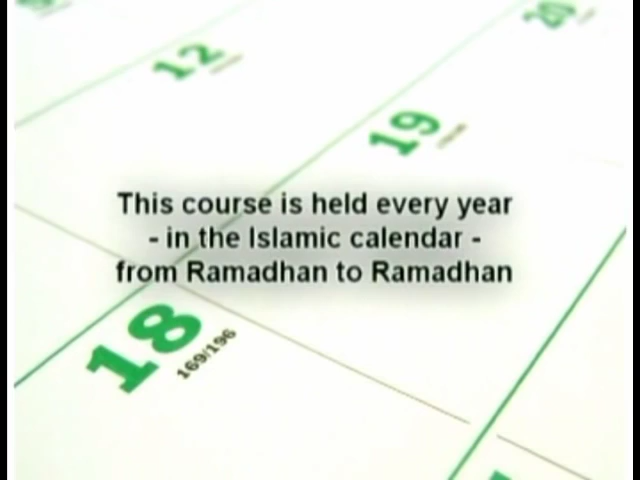 20
12
19
This course is held every year
- in the Islamic calendar -
from Ramadhan to Ramadhan
18
169/196